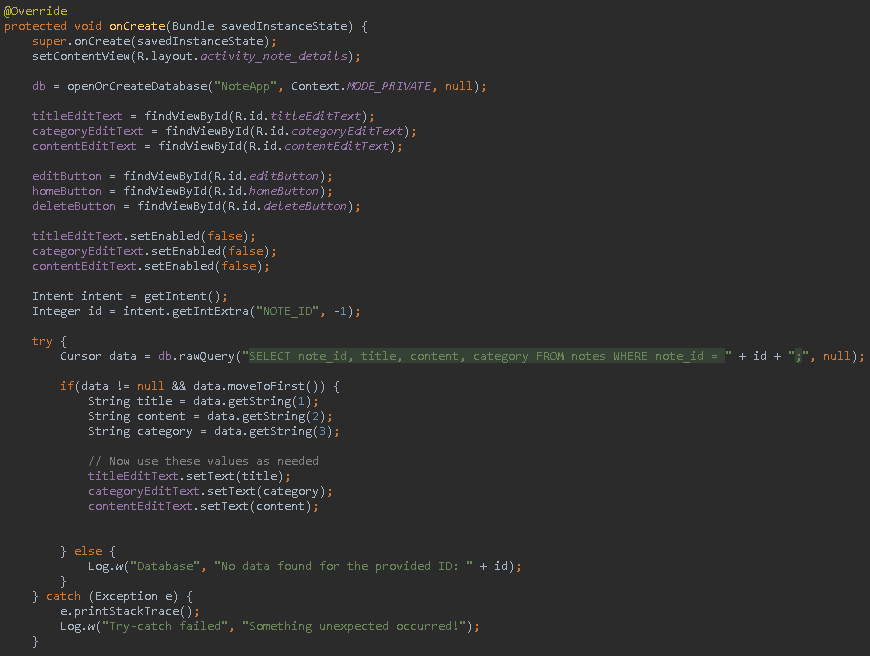 @Override
protected void onCreate(Bundle savedInstanceState) {
super.onCreate(savedInstanceState);
setContentView(R.layout.activity_note_details);
db = openOrCreateDatabase("NoteApp", Context.MODE_PRIVATE, null);
titleEditText = findViewById(R.id.titleEditText);
categoryEditText = findViewById(R.id.categoryEditText);
contentEditText = findViewById(R.id.contentEditText);
editButton = findViewById(R.id.editButton);
homeButton = findViewById(R.id.homeButton);
deleteButton = findViewById(R.id.deleteButton);
titleEditText.setEnabled(false);
categoryEditText.setEnabled(false);
contentEditText.setEnabled(false);
Intent intent = getIntent();
Integer id = intent.getIntExtra("NOTE_ID", -1);
try {
Cursor data = db.rawQuery("SELECT note_id, title, content, category FROM notes WHERE note_id = " + id + ";", null);
if(data != null && data.moveToFirst()) {
String title = data.getString(1);
String content = data.getString(2);
String category = data.getString(3);
// Now use these values as needed
titleEditText.setText(title);
categoryEditText.setText(category);
contentEditText.setText(content);
} else {
Log.w("Database", "No data found for the provided ID: " + id);
}
} catch (Exception e) {
e.printStackTrace();
Log.w("Try-catch failed", "Something unexpected occurred!");
}